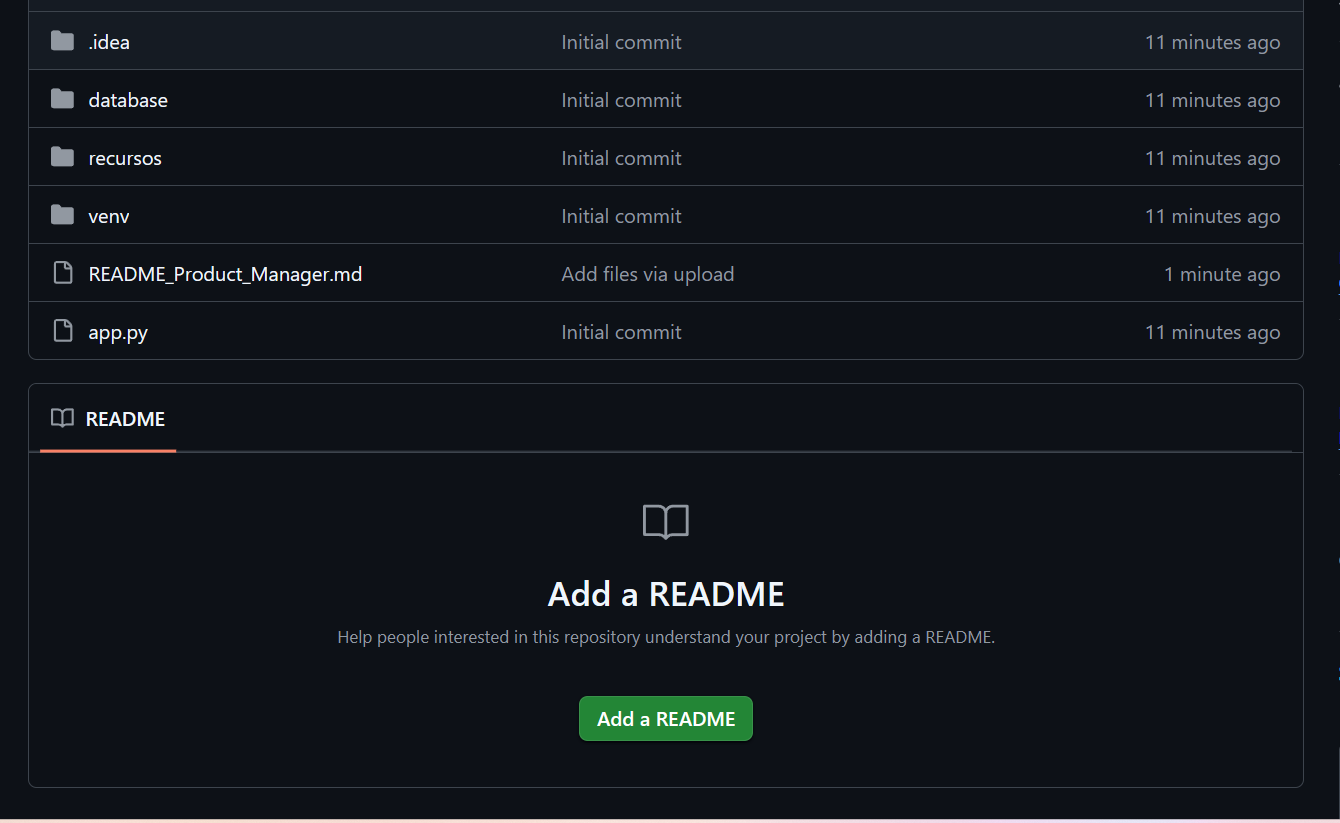 .idea Initial commit 11 minutes ago
database Initial commit 11 minutes ago
recursos Initial commit 11 minutes ago
venv Initial commit 11 minutes ago
README_Product_Manager.md Add files via upload 1 minute ago
app.py Initial commit 11 minutes ago
README
Add a README
Help people interested in this repository understand your project by adding a README.
Add a README